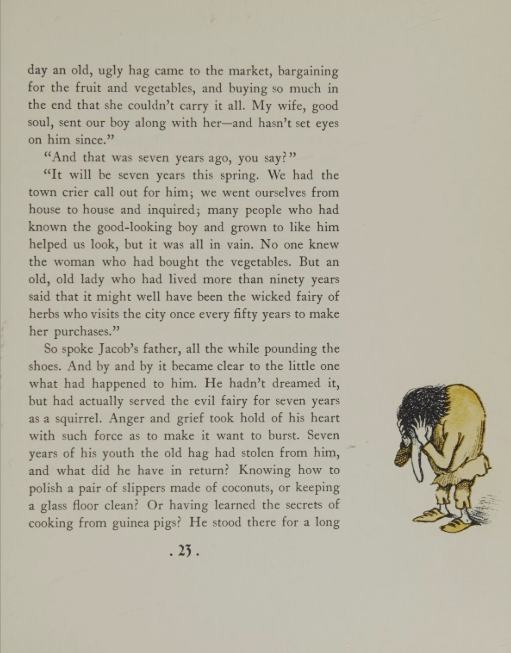 day an old, ugly hag came to the market, bargaining
for the fruit and vegetables, and buying so much in
the end that she couldn't carry it all. My wife, good
soul, sent our boy along with her—and hasn't set eyes
on him since."
"And that was seven years ago, you say?"
"It will be seven years this spring. We had the
town crier call out for him; we went ourselves from
house to house and inquired; many people who had
known the good-looking boy and grown to like him
helped us look, but it was all in vain. No one knew
the woman who had bought the vegetables. But an
old, old lady who had lived more than ninety years
said that it might well have been the wicked fairy of
herbs who visits the city once every fifty years to make
her purchases."
So spoke Jacob's father, all the while pounding the
shoes. And by and by it became clear to the little one
what had happened to him. He hadn't dreamed it,
but had actually served the evil fairy for seven years
as a squirrel. Anger and grief took hold of his heart
with such force as to make it want to burst. Seven
years of his youth the old hag had stolen from him,
and what did he have in return? Knowing how to
polish a pair of slippers made of coconuts, or keeping
a glass floor clean? Or having learned the secrets of
cooking from guinea pigs? He stood there for a long
. 23 .